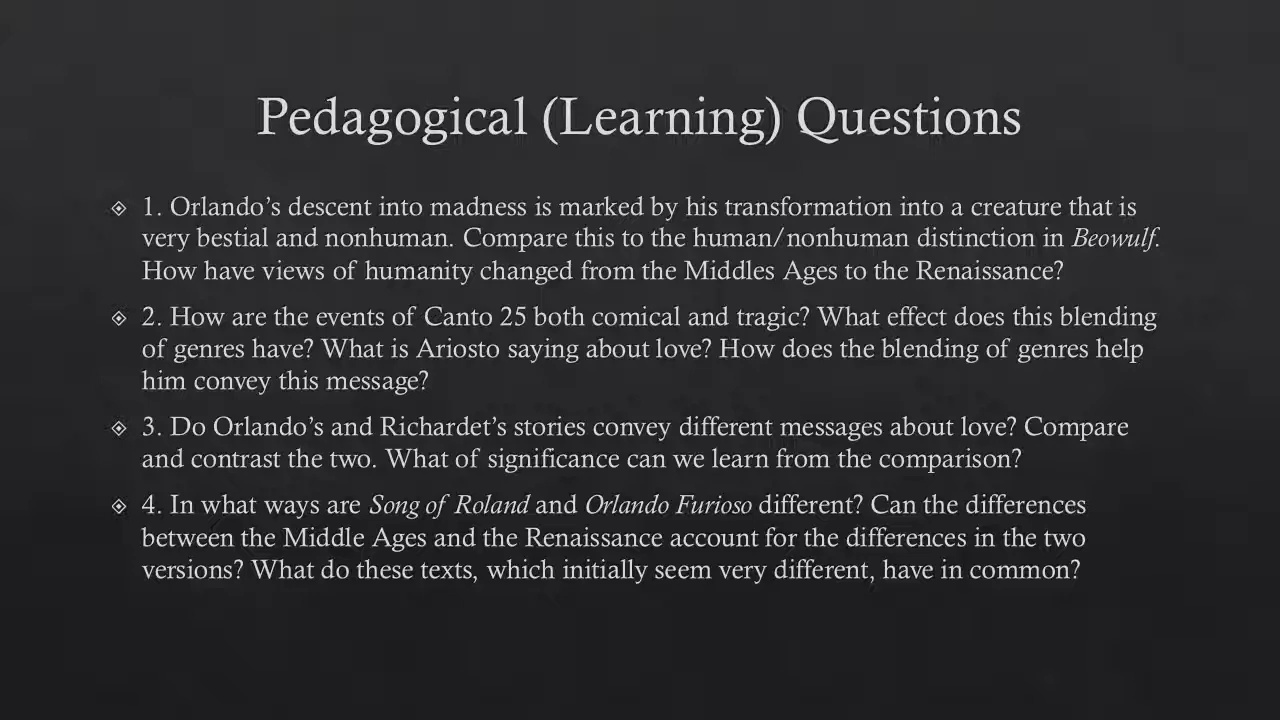 Pedagogical (Learning) Questions
1. Orlando’s descent into madness is marked by his transformation into a creature that is
very bestial and nonhuman. Compare this to the human/nonhuman distinction in Beowulf.
How have views of humanity changed from the Middles Ages to the Renaissance?
2. How are the events of Canto 25 both comical and tragic? What effect does this blending
of genres have? What is Ariosto saying about love? How does the blending of genres help
him convey this message?
3. Do Orlando’s and Richardet’s stories convey different messages about love? Compare
and contrast the two. What of significance can we learn from the comparison?
4. In what ways are Song of Roland and Orlando Furioso different? Can the differences
between the Middle Ages and the Renaissance account for the differences in the two
versions? What do these texts, which initially seem very different, have in common?